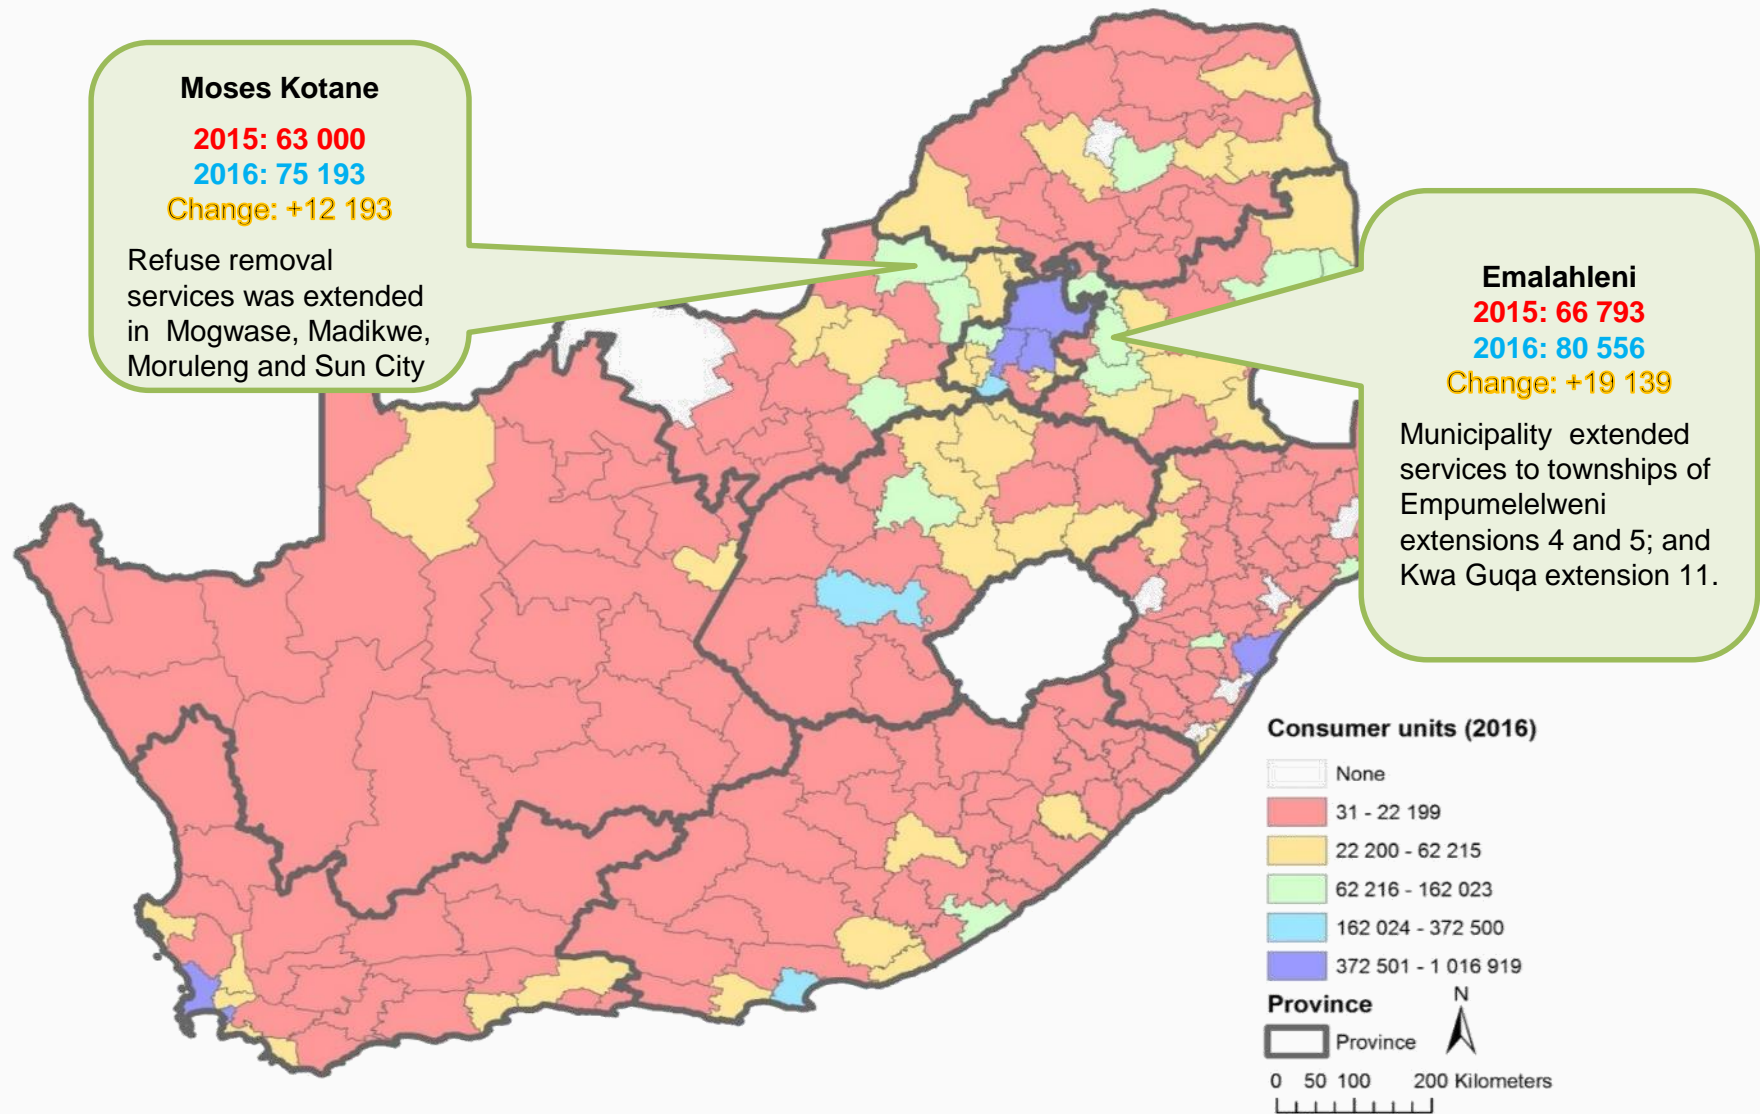 Moses Kotane
2015: 63 000
2016: 75 193
Change: +12 193
Refuse removal
services was extended
in Mogwase, Madikwe,
Moruleng and Sun City
Emalahleni
2015: 66 793
2016: 80 556
Change: +19 139
Municipality extended
services to townships of
Empumelelweni
extensions 4 and 5; and
Kwa Guqa extension 11.
Consumer units (2016)
None
31 - 22 199
22 200 - 62 215
62 216 - 162 023
162 024 - 372 500
372 501 - 1 016 919
Province
N
Province
0 50 100 200 Kilometers